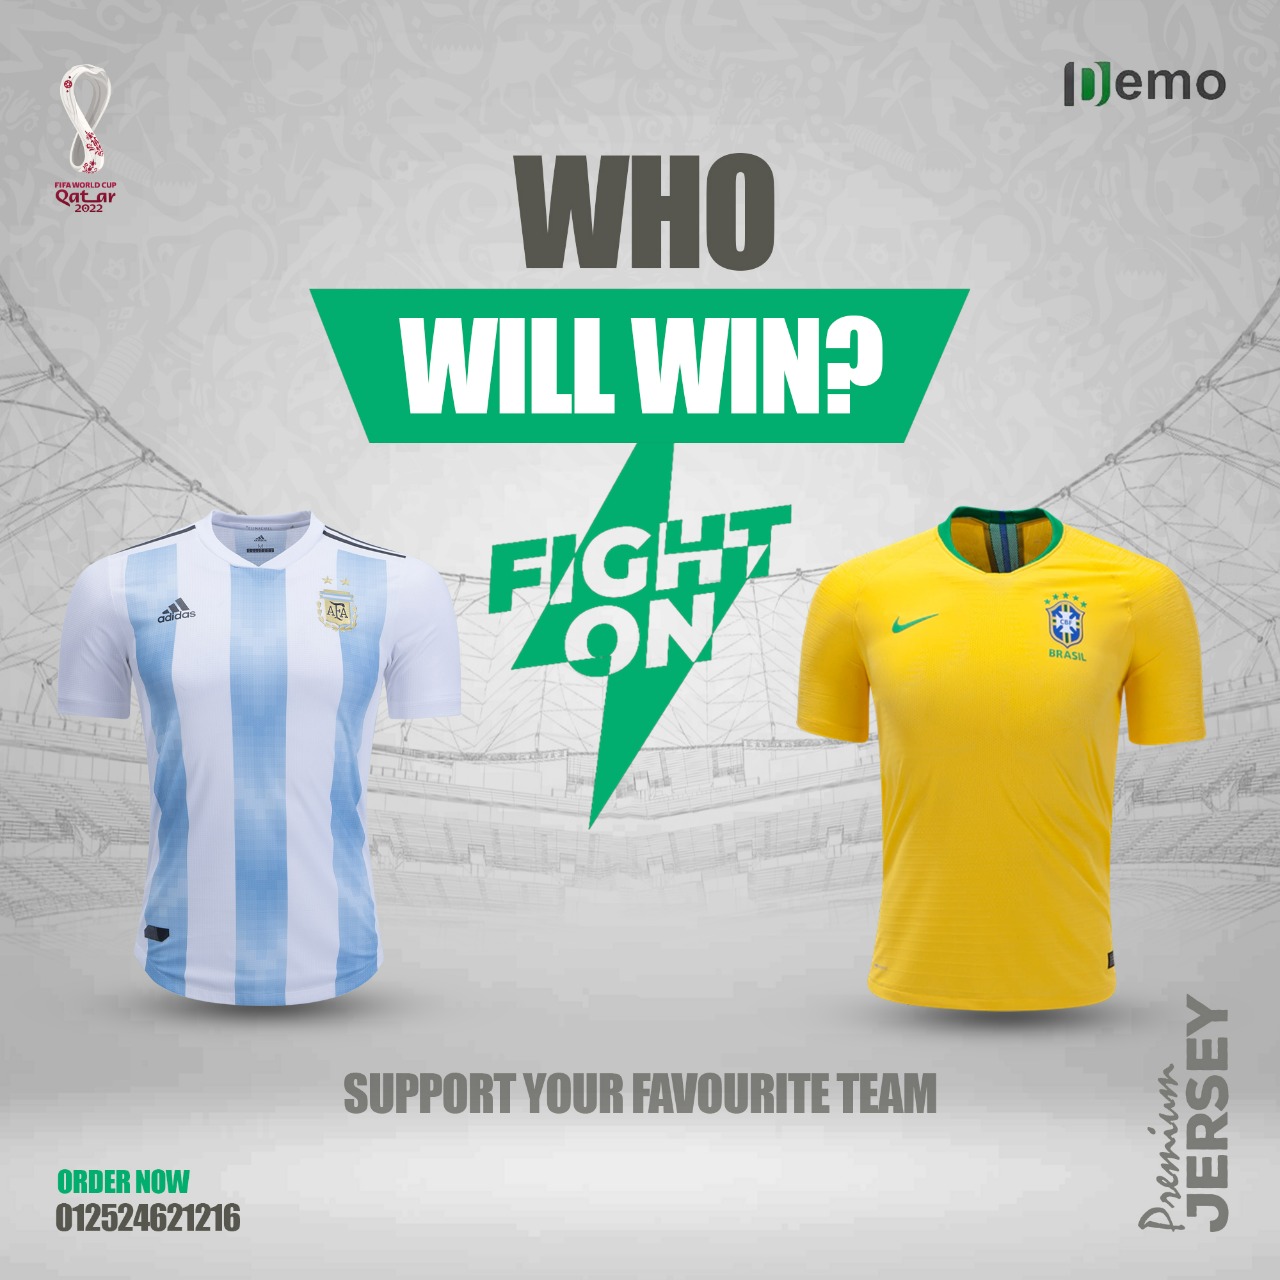 FIFA WORLD CUP
Qatar
2022
Demo
WHO
WILL WIN?
FIGHT
ON
adidas
AFA
CBF
BRASIL
SUPPORT YOUR FAVOURITE TEAM
Premium
JERSEY
ORDER NOW
012524621216